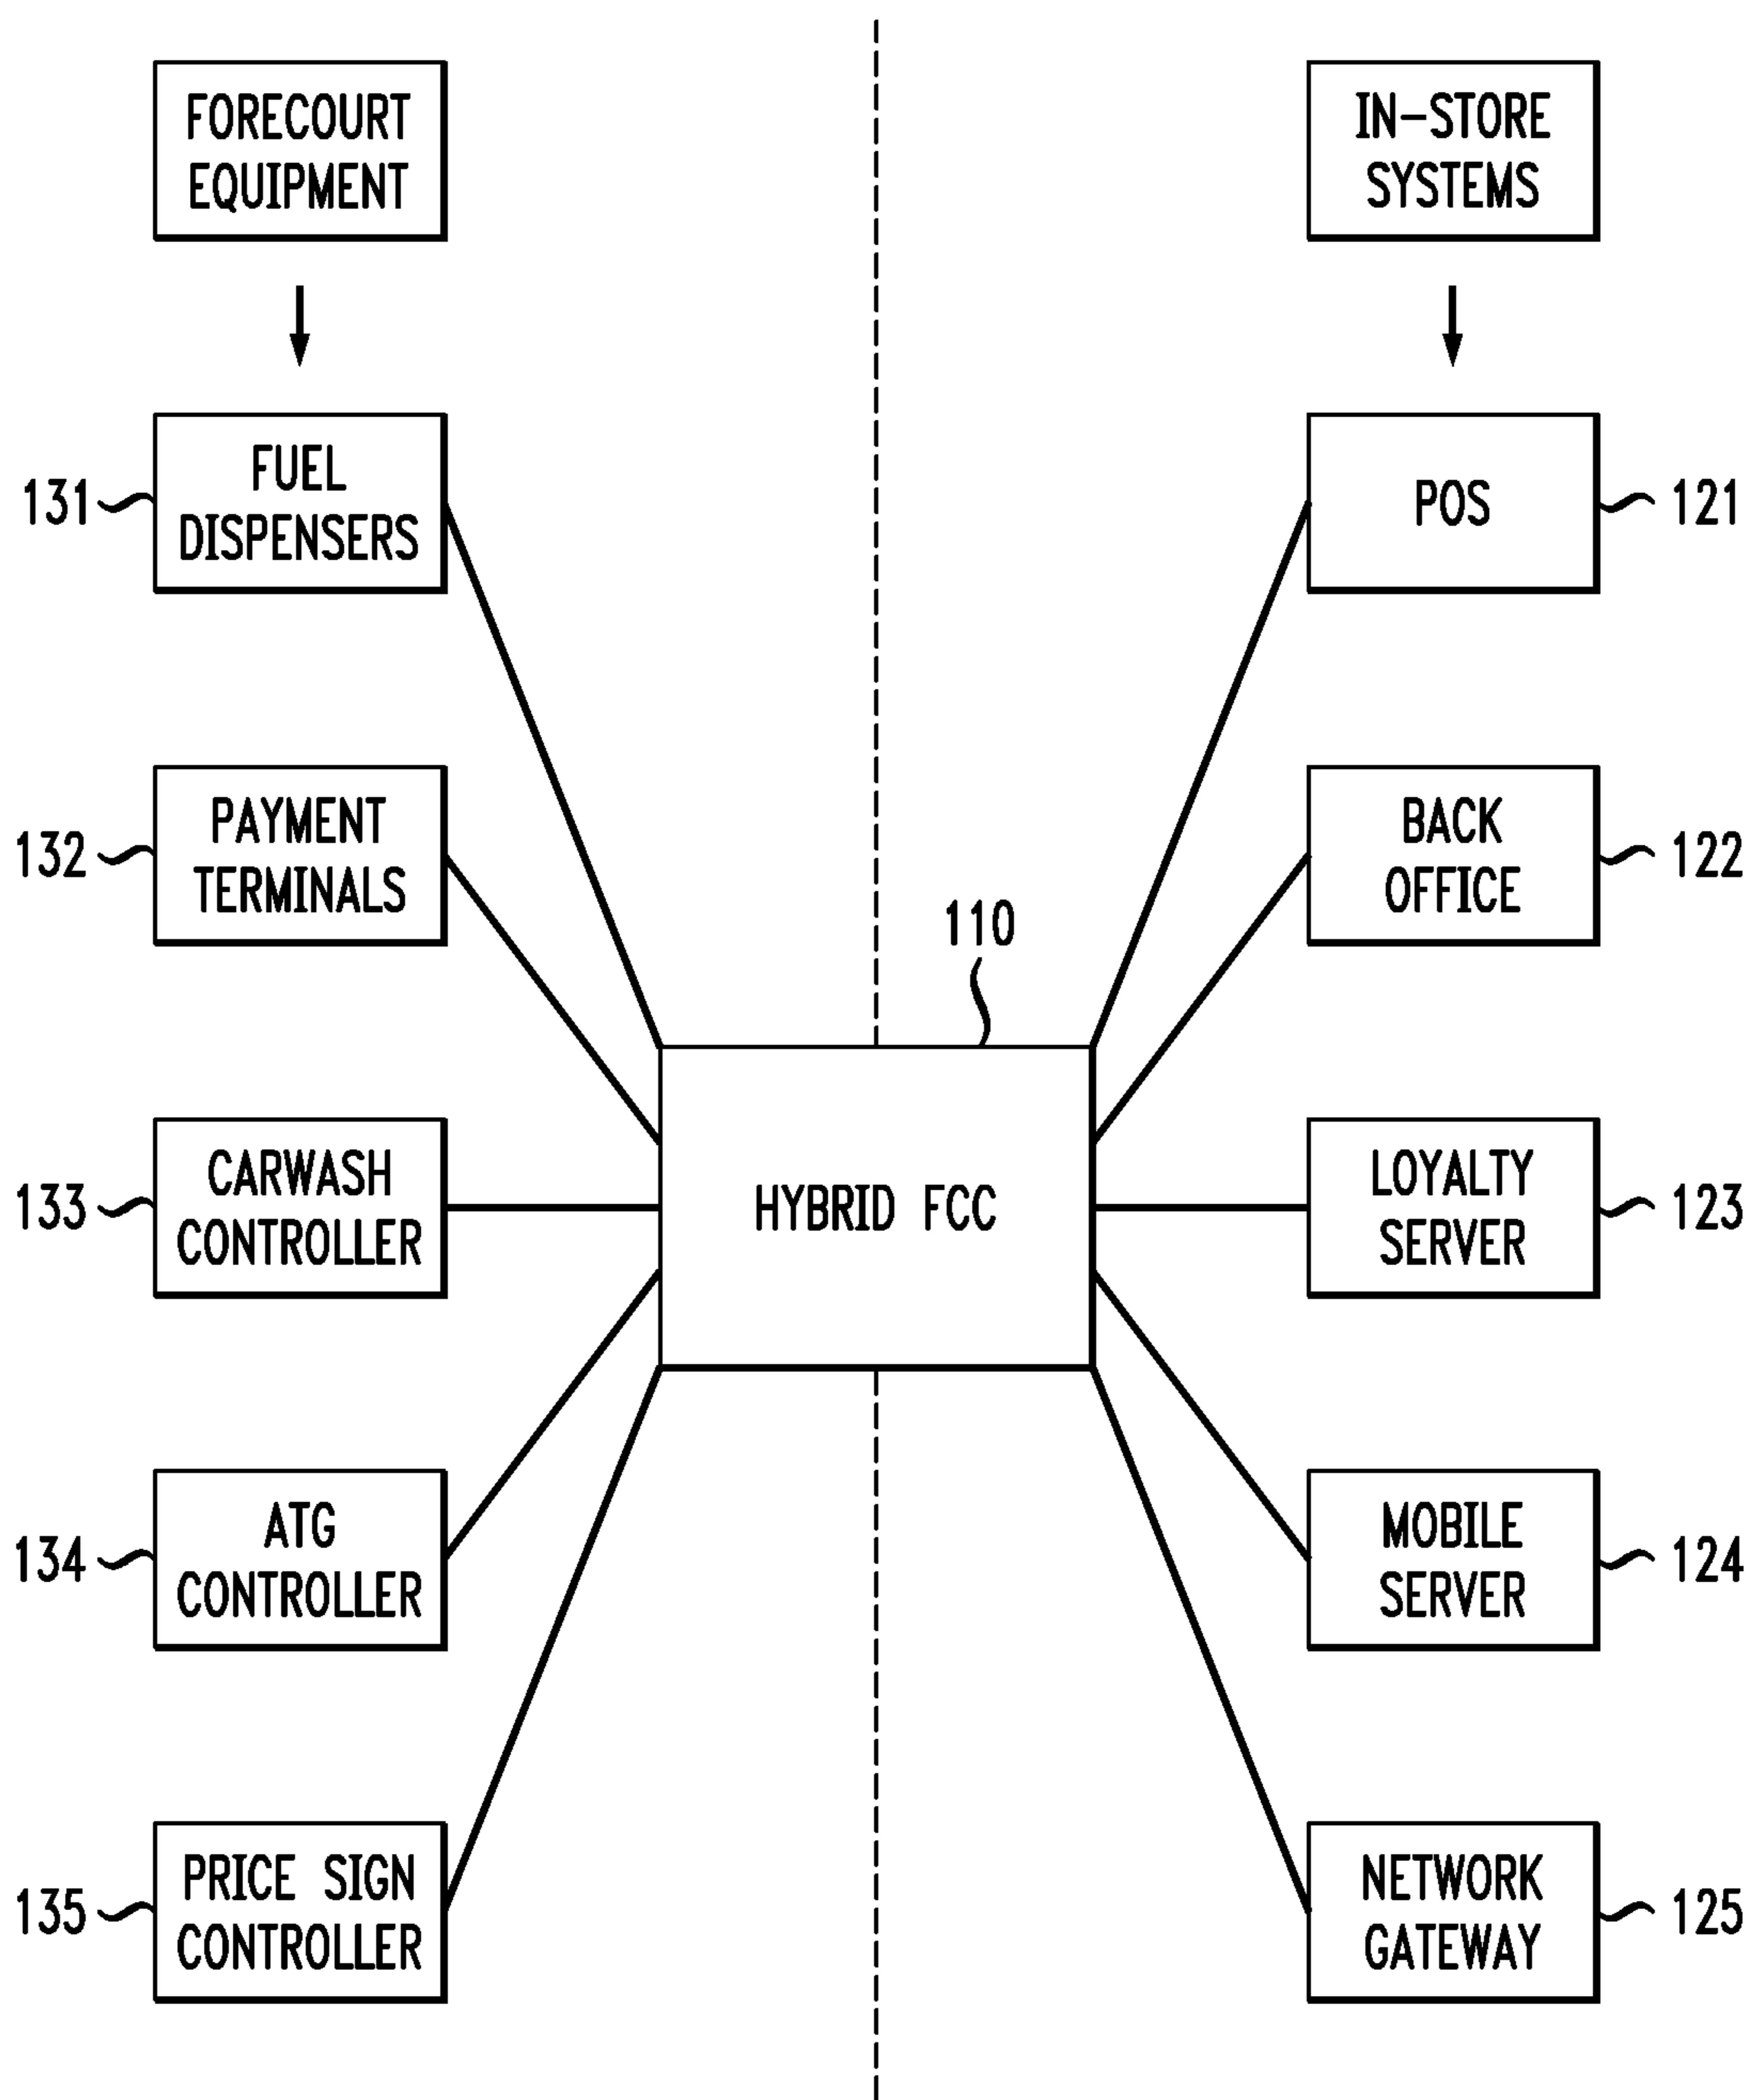 FORECOURT
EQUIPMENT
IN-STORE
SYSTEMS
131
FUEL
DISPENSERS
POS
121
132
PAYMENT
TERMINALS
BACK
OFFICE
122
110
133
CARWASH
CONTROLLER
HYBRID FCC
LOYALTY
SERVER
123
134
ATG
CONTROLLER
MOBILE
SERVER
124
135
PRICE SIGN
CONTROLLER
NETWORK
GATEWAY
125